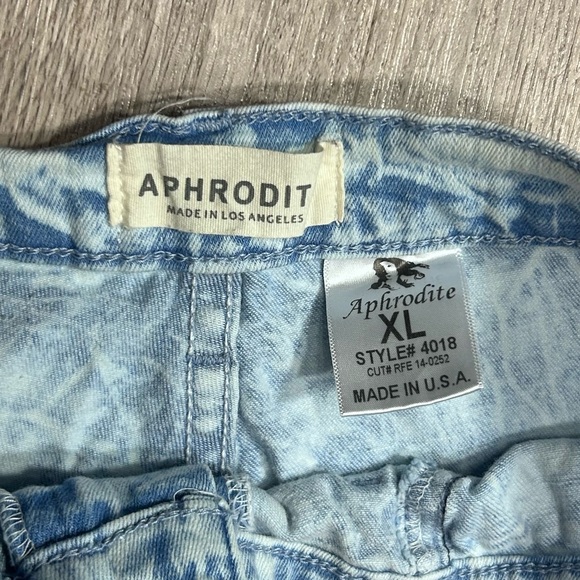 APHRODIT
MADE IN LOS ANGELES
Aphrodite
XL
STYLE# 4018
CUT# RFE 14-0252
MADE IN U.S.A.